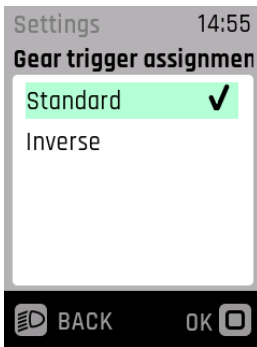 Settings 14:55
Gear trigger assignmen
Standard
Inverse
BACK OK